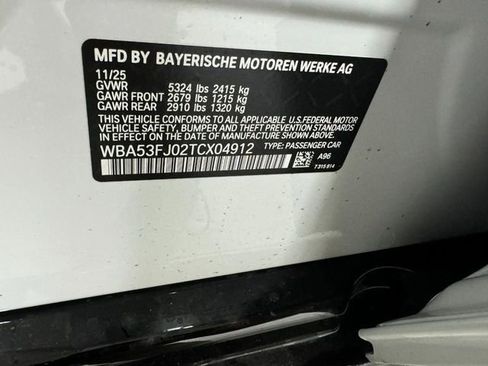 MFD BY BAYERISCHE MOTOREN WERKE AG
11/25
GVWR 5324 lbs 2415 kg
GAWR FRONT 2679 lbs 1215 kg
GAWR REAR 2910 lbs 1320 kg
THIS VEHICLE CONFORMS TO ALL APPLICABLE U.S.FEDERAL MOTOR
VEHICLE SAFETY, BUMPER, AND THEFT PREVENTION STANDARDS
IN EFFECT ON THE DATE OF MANUFACTURE SHOWN ABOVE.
WBA53FJ02TCX04912 TYPE: PASSENGER CAR
A96
7315614